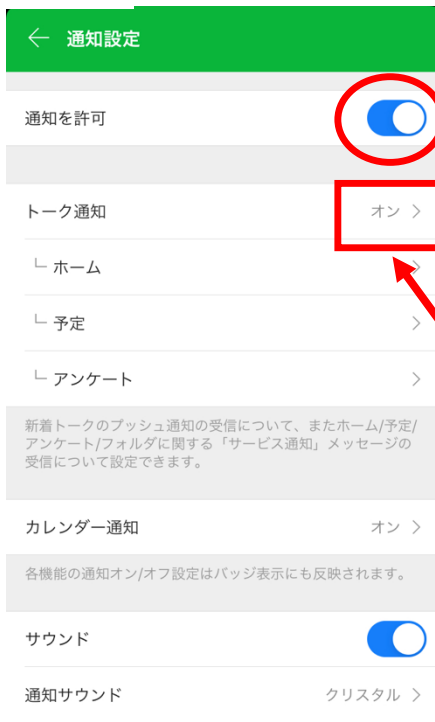 通知設定
通知を許可
トーク通知 オン
ホーム
予定
アンケート
新着トークのプッシュ通知の受信について、またホーム/予定/
アンケート/フォルダに関する「サービス通知」メッセージの
受信について設定できます。
カレンダー通知 オン
各機能の通知オン/オフ設定はバッジ表示にも反映されます。
サウンド
通知サウンド クリスタル